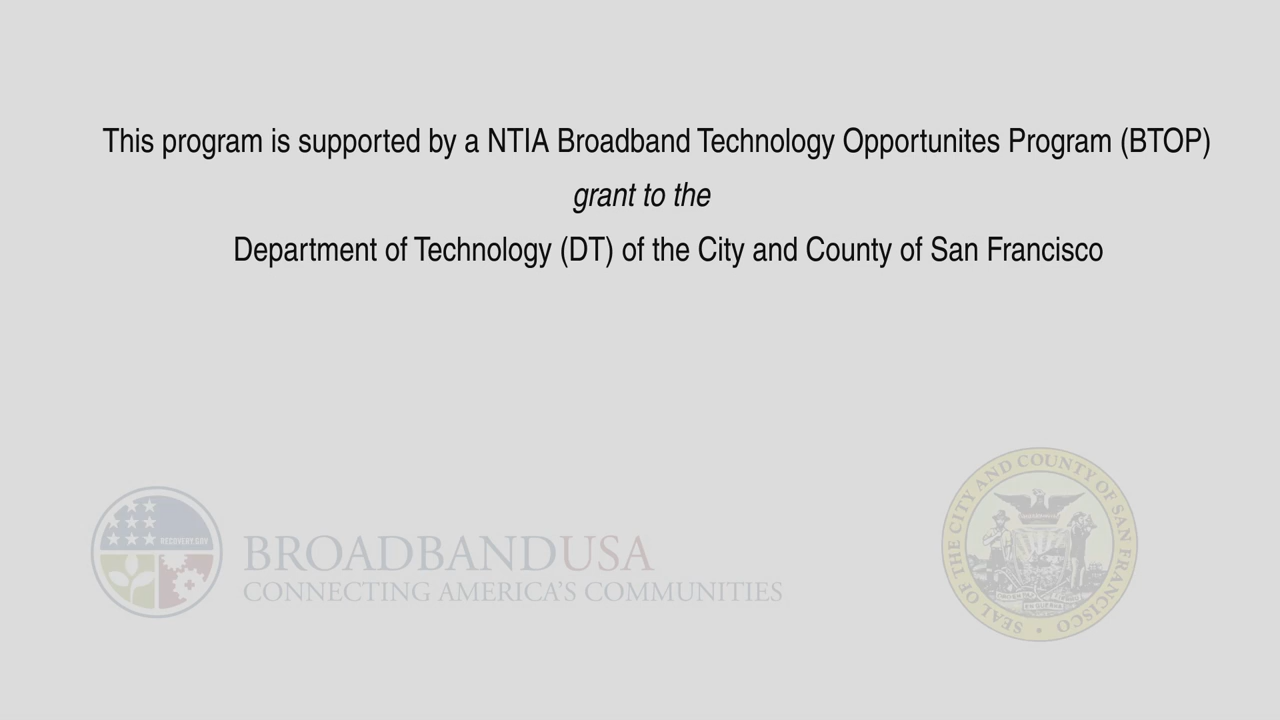 This program is supported by a NTIA Broadband Technology Opportunites Program (BTOP)
grant to the
Department of Technology (DT) of the City and County of San Francisco
RECOVERY.GOV
BROADBANDUSA
CONNECTING AMERICA'S COMMUNITIES
SEAL OF THE CITY AND COUNTY OF SAN FRANCISCO
EN GUERRA